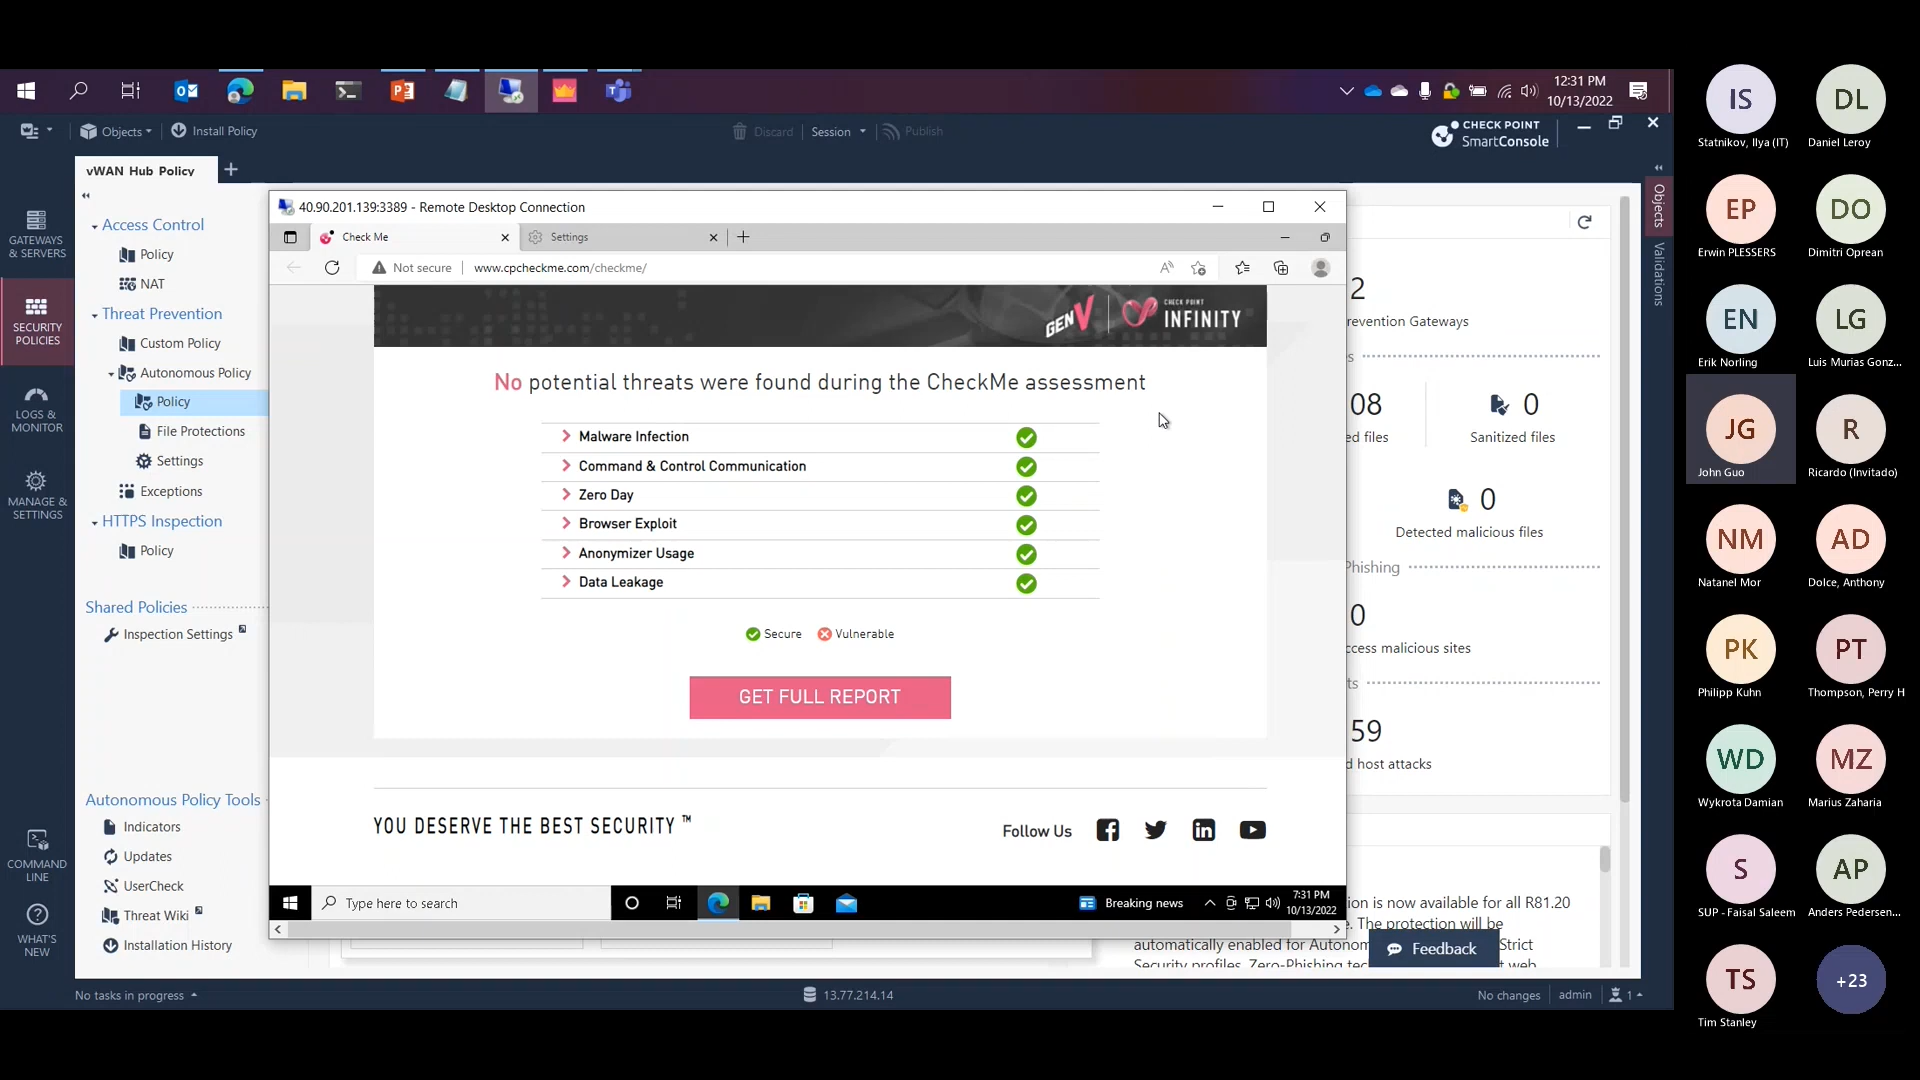 12:31 PM
10/13/2022
Objects
Install Policy
Discard
Session
Publish
CHECK POINT
SmartConsole
vWAN Hub Policy
GATEWAYS
& SERVERS
SECURITY
POLICIES
LOGS &
MONITOR
MANAGE &
SETTINGS
COMMAND
LINE
WHAT'S
NEW
Access Control
Policy
NAT
Threat Prevention
Custom Policy
Autonomous Policy
Policy
File Protections
Settings
Exceptions
HTTPS Inspection
Policy
Shared Policies
Inspection Settings
Autonomous Policy Tools
Indicators
Updates
UserCheck
Threat Wiki
Installation History
40.90.201.139:3389 - Remote Desktop Connection
Check Me
Settings
Not secure
www.cpcheckme.com/checkme/
GEN V
CHECK POINT
INFINITY
No potential threats were found during the CheckMe assessment
Malware Infection
Command & Control Communication
Zero Day
Browser Exploit
Anonymizer Usage
Data Leakage
Secure
Vulnerable
GET FULL REPORT
YOU DESERVE THE BEST SECURITY ™
Follow Us
Type here to search
Breaking news
7:31 PM
10/13/2022
2
revention Gateways
08
ed files
0
Sanitized files
0
Detected malicious files
Phishing
0
ccess malicious sites
ts
59
d host attacks
ion is now available for all R81.20
e. The protection will be
automatically enabled for Autonom
Strict
Security profiles. Zero-Phishing tec
t web
Feedback
Objects
Validations
No tasks in progress
13.77.214.14
No changes
admin
1
IS
Statnikov, Ilya (IT)
DL
Daniel Leroy
EP
Erwin PLESSERS
DO
Dimitri Oprean
EN
Erik Norling
LG
Luis Murias Gonz...
JG
John Guo
R
Ricardo (Invitado)
NM
Natanel Mor
AD
Dolce, Anthony
PK
Philipp Kuhn
PT
Thompson, Perry H
WD
Wykrota Damian
MZ
Marius Zaharia
S
SUP - Faisal Saleem
AP
Anders Pedersen...
TS
Tim Stanley
+23